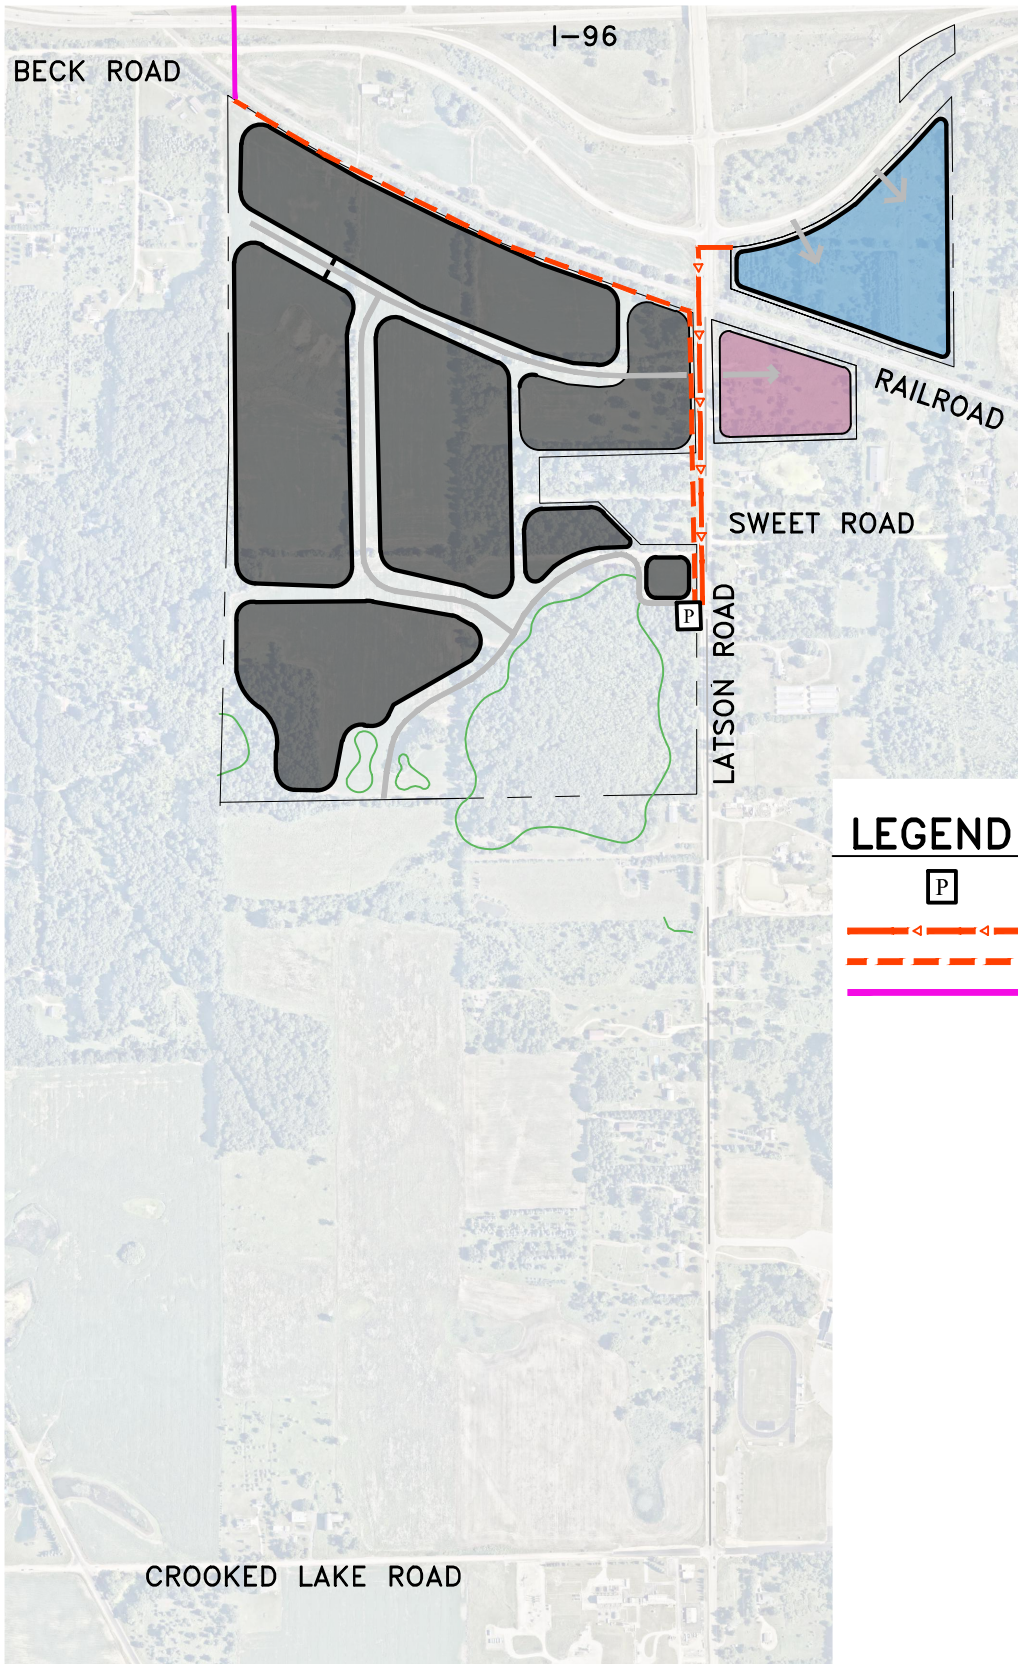 I-96
BECK ROAD
RAILROAD
SWEET ROAD
LATSON ROAD
P
LEGEND
P
CROOKED LAKE ROAD